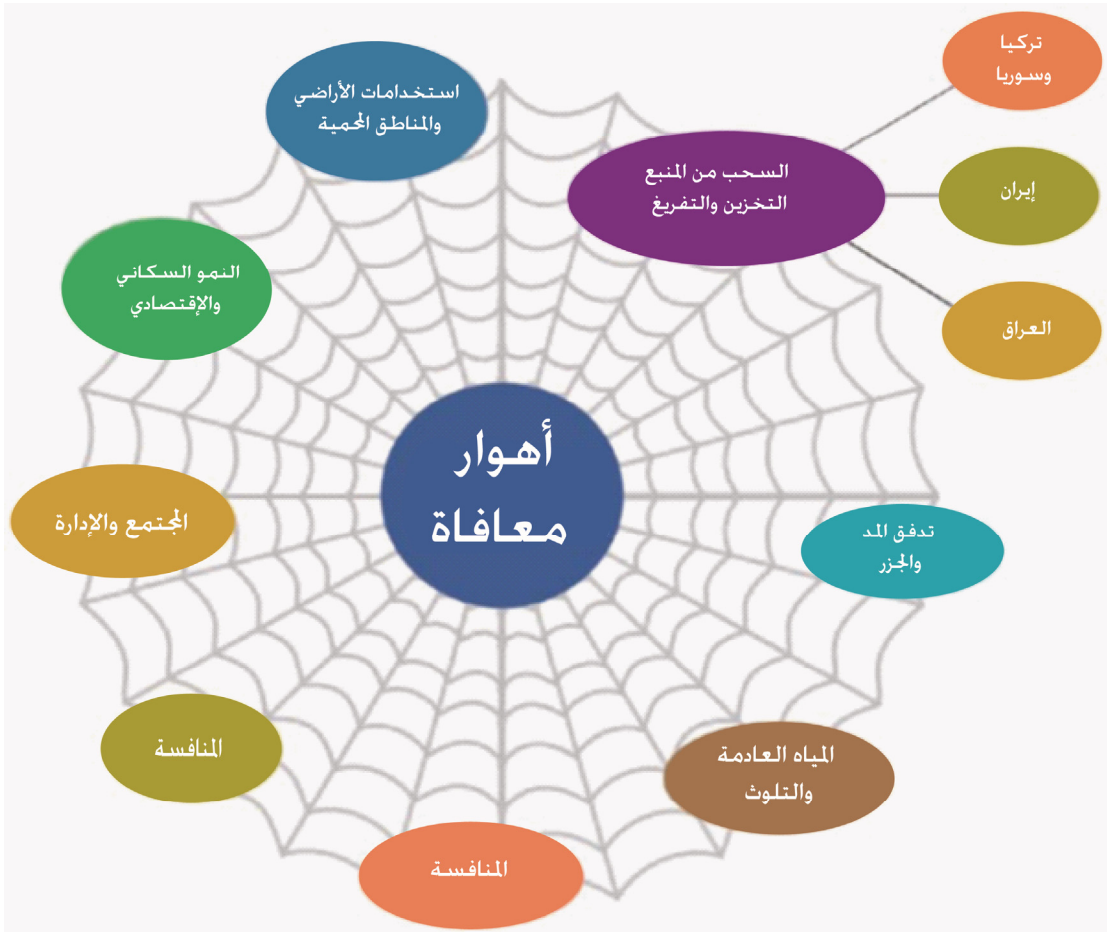 تركيا
وسوريا
استخدامات الأراضي
والمناطق المحمية
السحب من المنبع
التخزين والتفريغ
إيران
النمو السكاني
والإقتصادي
العراق
أهوار
معافاة
المجتمع والإدارة
تدفق المد
والجزر
المنافسة
المياه العادمة
والتلوث
المنافسة